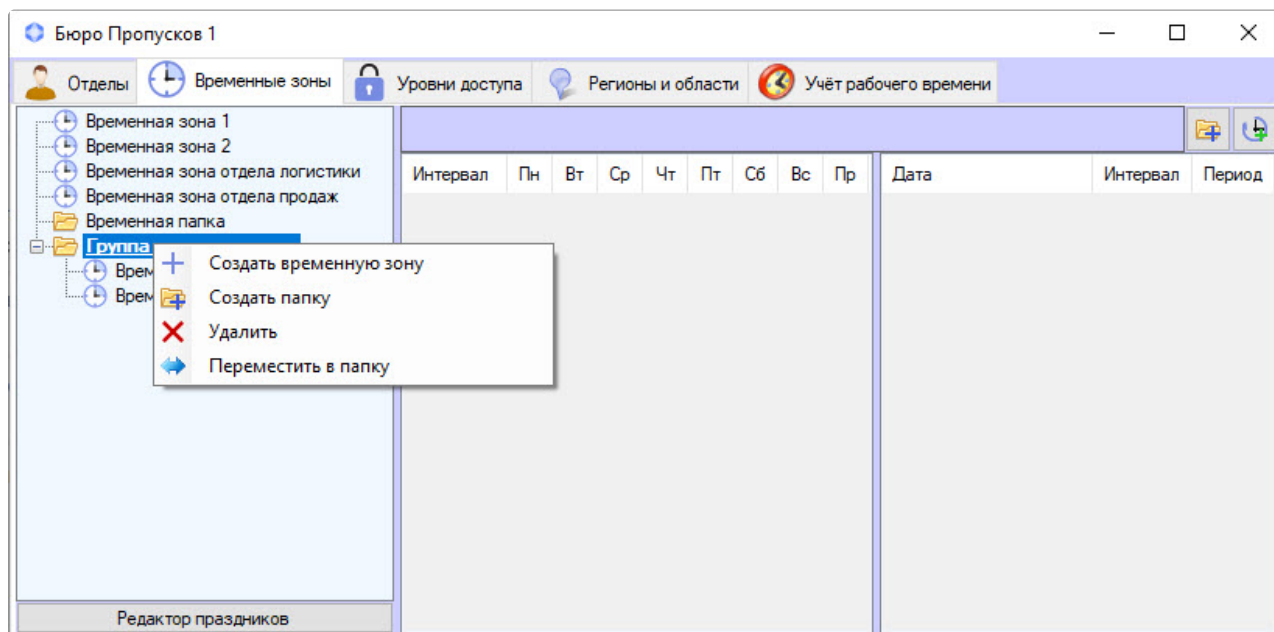 Бюро Пропусков 1
Отделы Временные зоны Уровни доступа Регионы и области Учёт рабочего времени
Временная зона 1
Временная зона 2
Временная зона отдела логистики
Временная зона отдела продаж
Временная папка
Группа
Врем
Врем
Создать временную зону
Создать папку
Удалить
Переместить в папку
Редактор праздников
Интервал Пн Вт Ср Чт Пт Сб Вс Пр
Дата Интервал Период